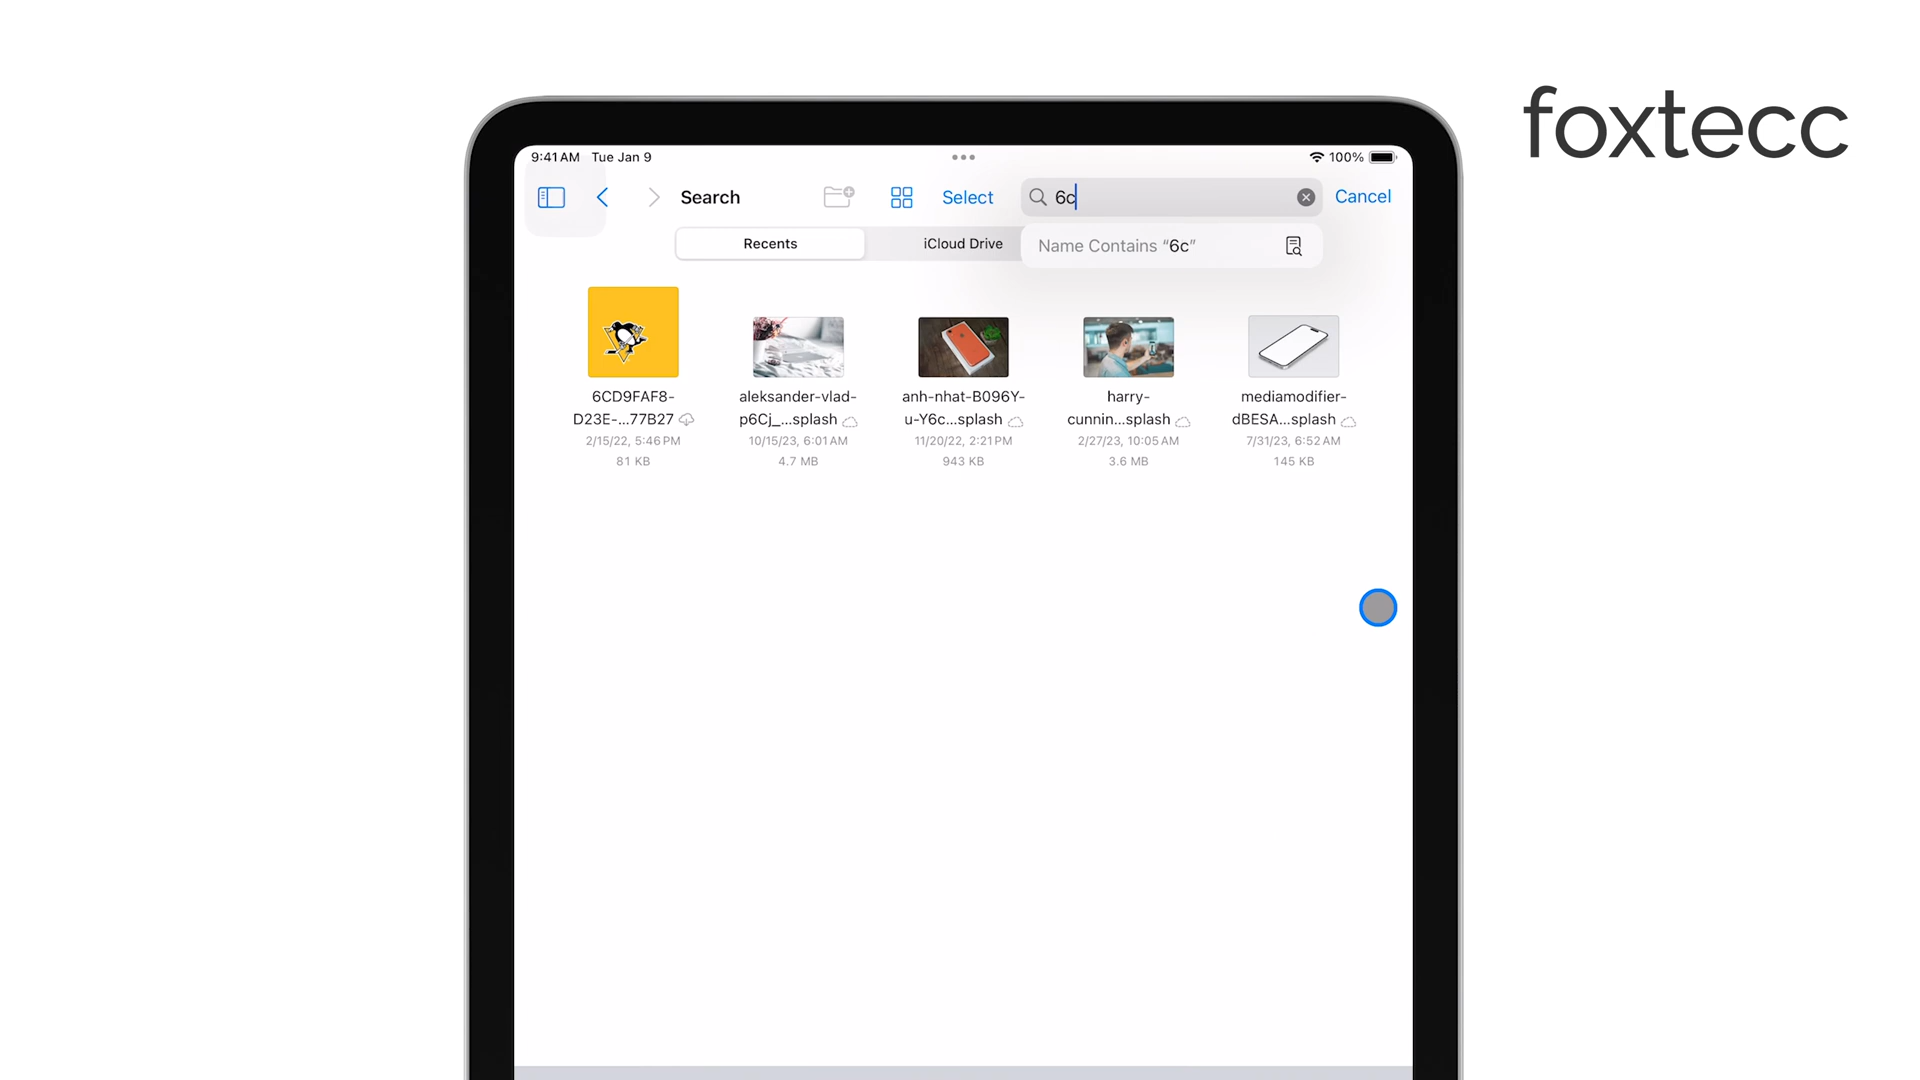 foxtecc
9:41 AM Tue Jan 9
100%
Search
Select
6c
Cancel
Recents
iCloud Drive
Name Contains “6c”
6CD9FAF8-
D23E-...77B27
2/15/22, 5:46 PM
81 KB
aleksander-vlad-
p6Cj_...splash
10/15/23, 6:01 AM
4.7 MB
anh-nhat-B096Y-
u-Y6c...splash
11/20/22, 2:21 PM
943 KB
harry-
cunnin...splash
2/27/23, 10:05 AM
3.6 MB
mediamodifier-
dBESA...splash
7/31/23, 6:52 AM
145 KB